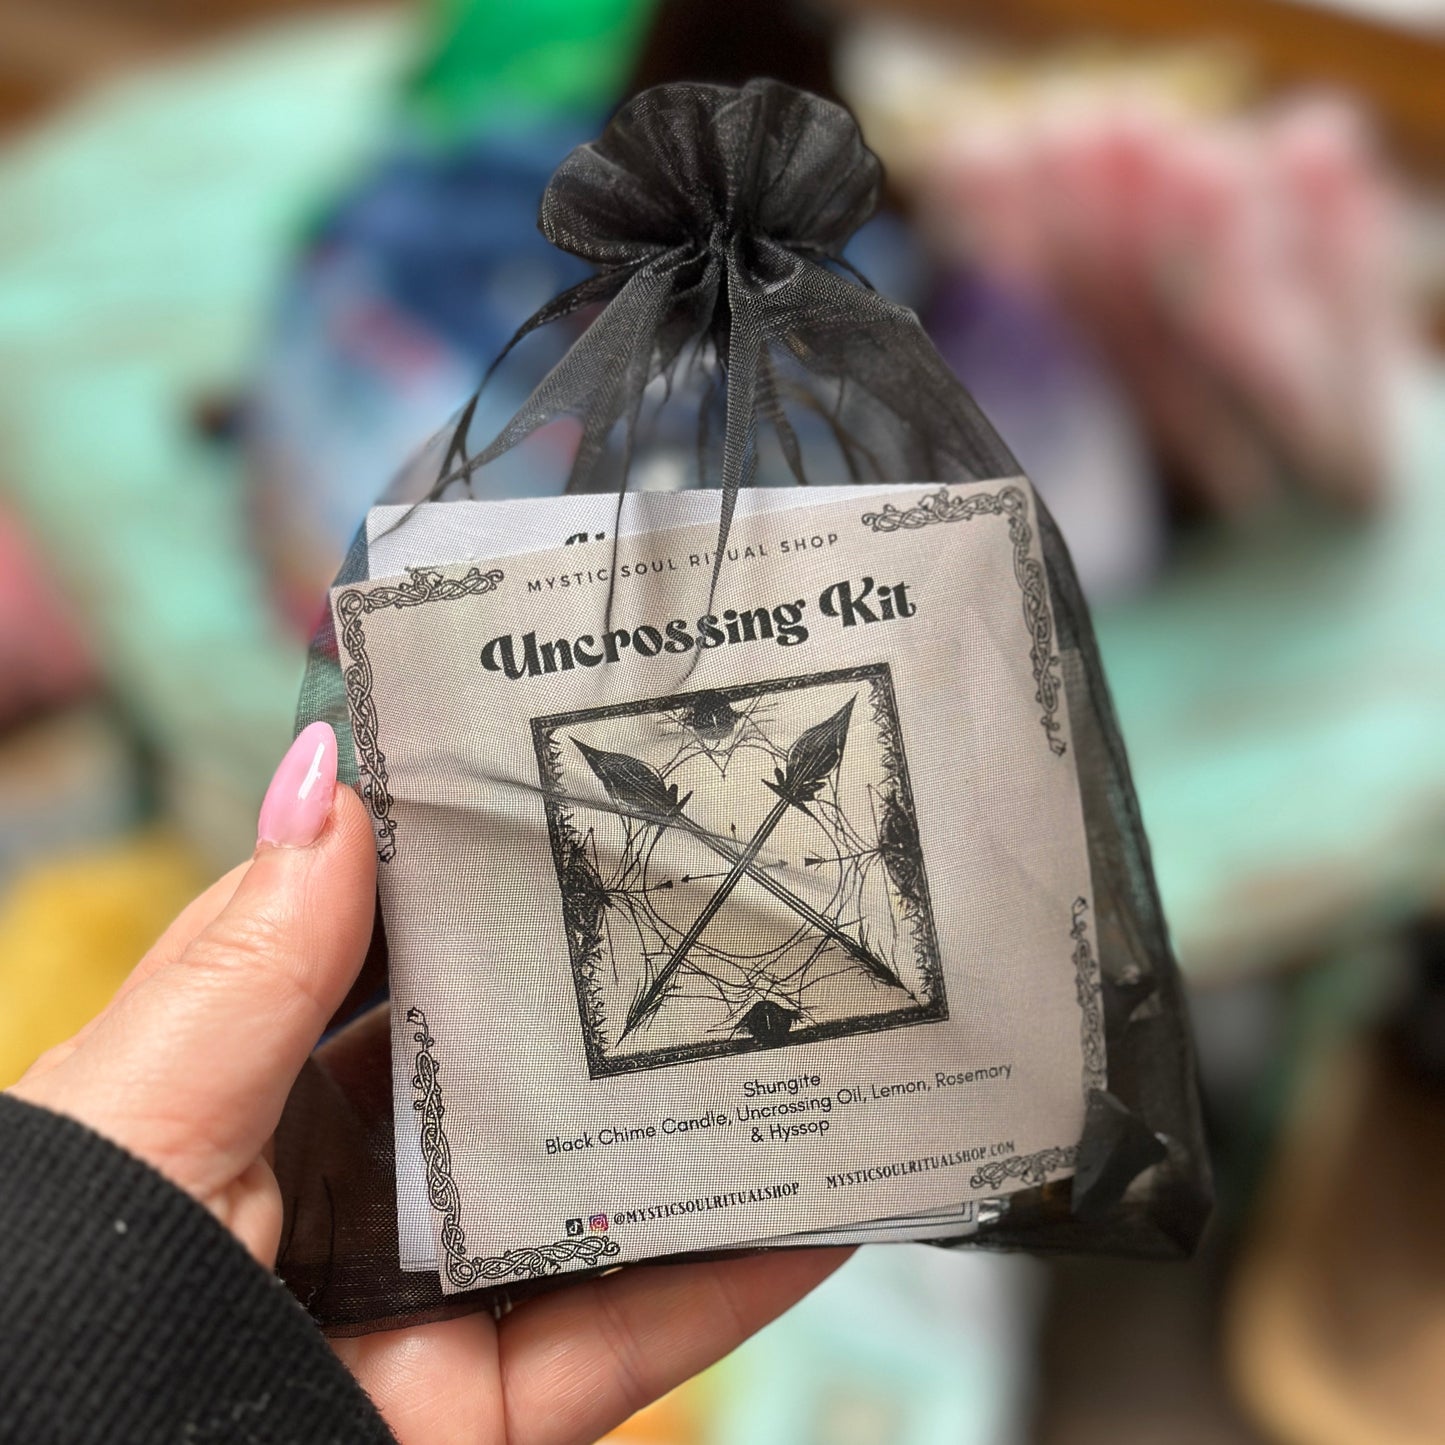 MYSTIC SOUL RITUAL SHOP
Uncrossing Kit
Shungite
Black Chime Candle, Uncrossing Oil, Lemon, Rosemary
& Hyssop
@MYSTICSOULRITUALSHOP MYSTICSOULRITUALSHOP.COM